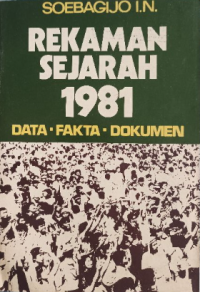 SOEBAGIJO I.N.
REKAMAN
SEJARAH
1981
DATA • FAKTA • DOKUMEN